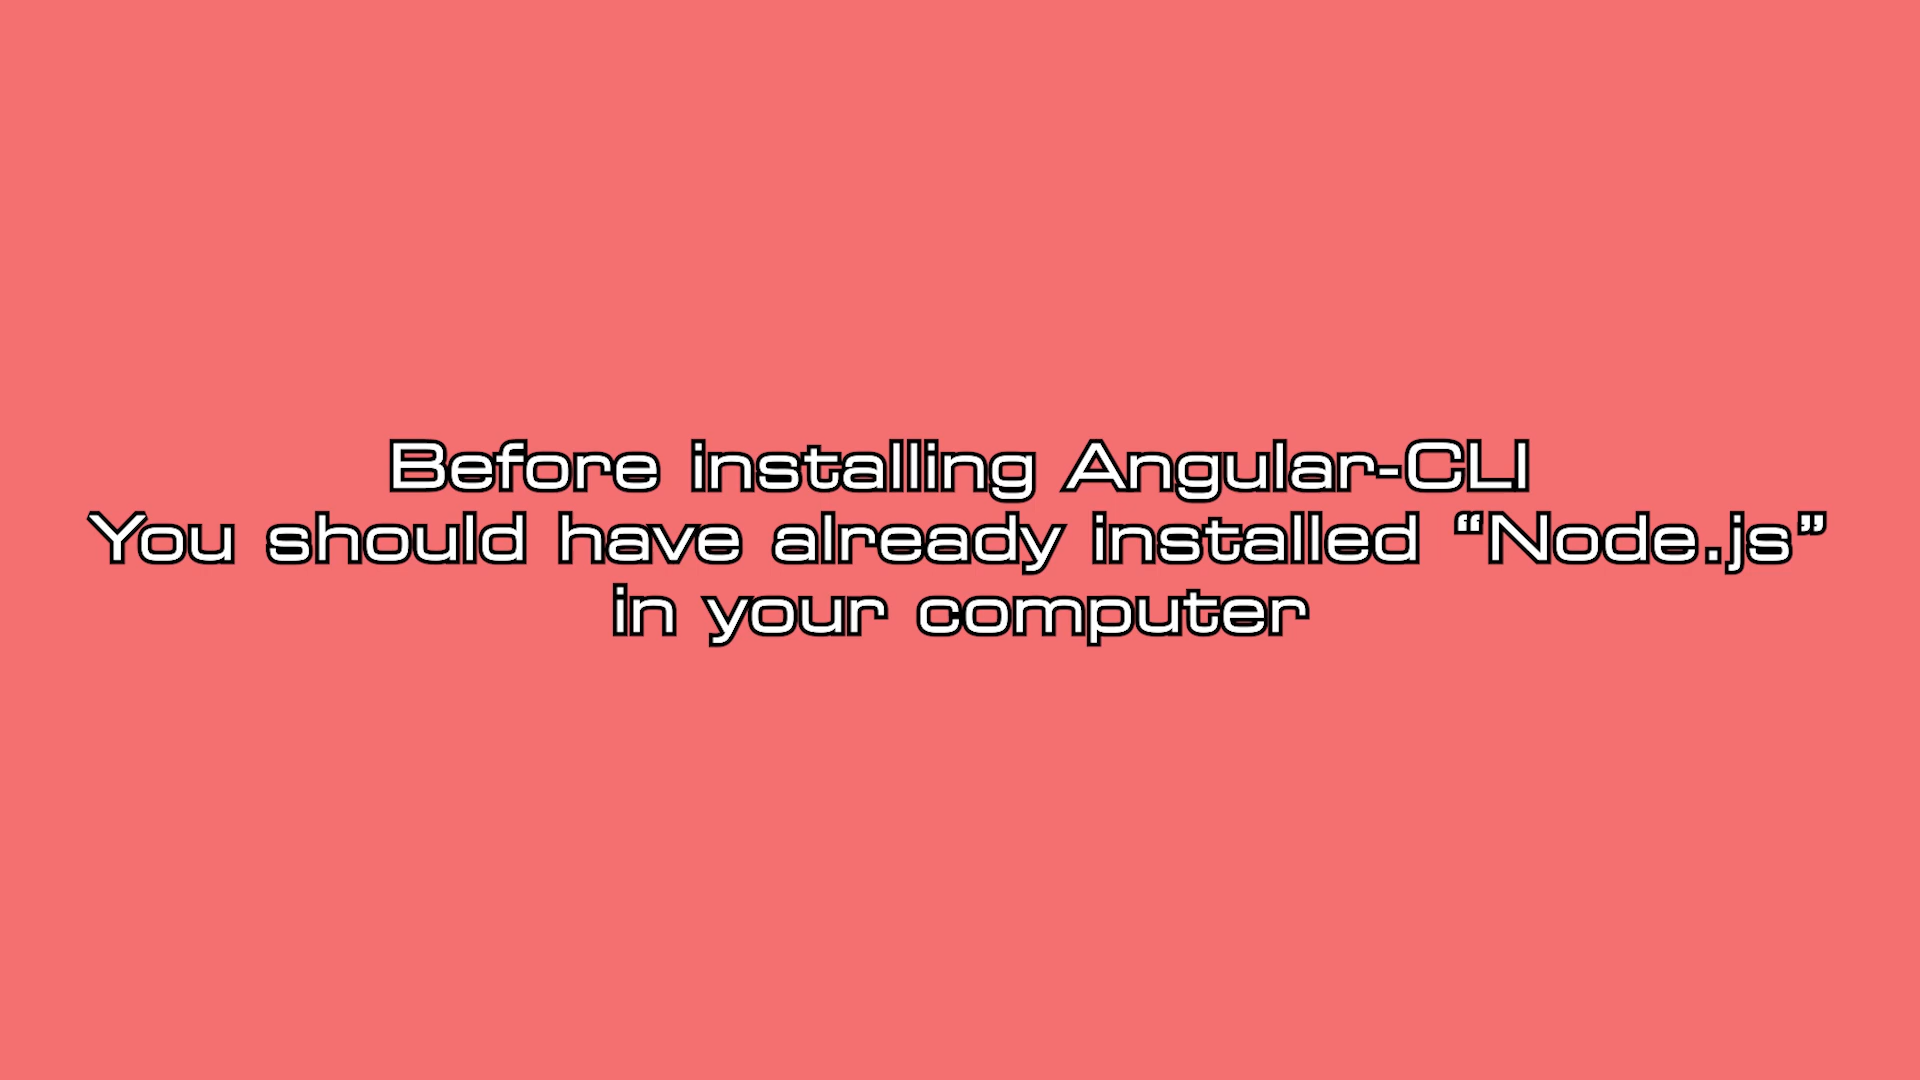 Before installing Angular-CLI
You should have already installed “Node.js”
in your computer